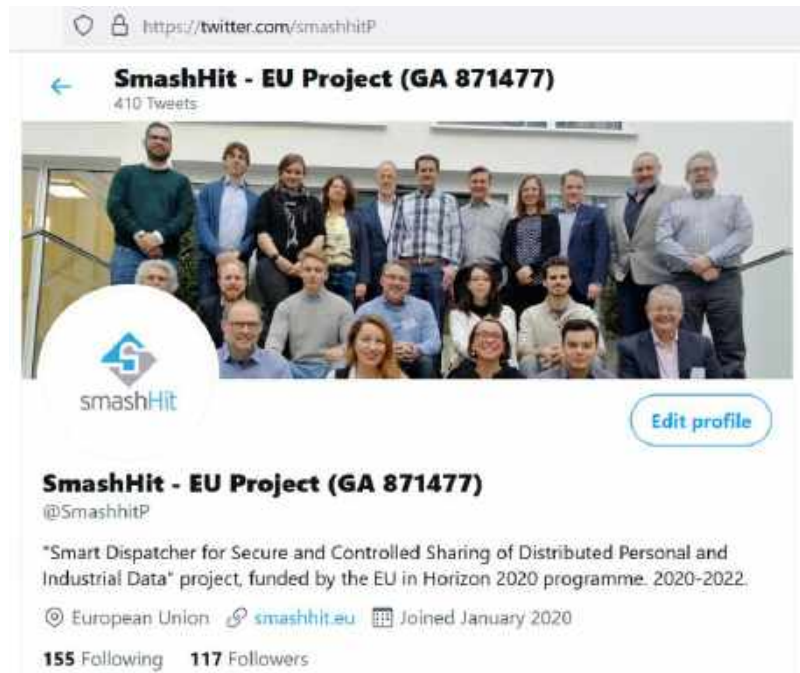 https://twitter.com/smashhitP
SmashHit - EU Project (GA 871477)
410 Tweets
smashHit
Edit profile
SmashHit - EU Project (GA 871477)
@SmashhitP
"Smart Dispatcher for Secure and Controlled Sharing of Distributed Personal and
Industrial Data" project, funded by the EU in Horizon 2020 programme. 2020-2022.
European Union smashhit.eu Joined January 2020
155 Following 117 Followers